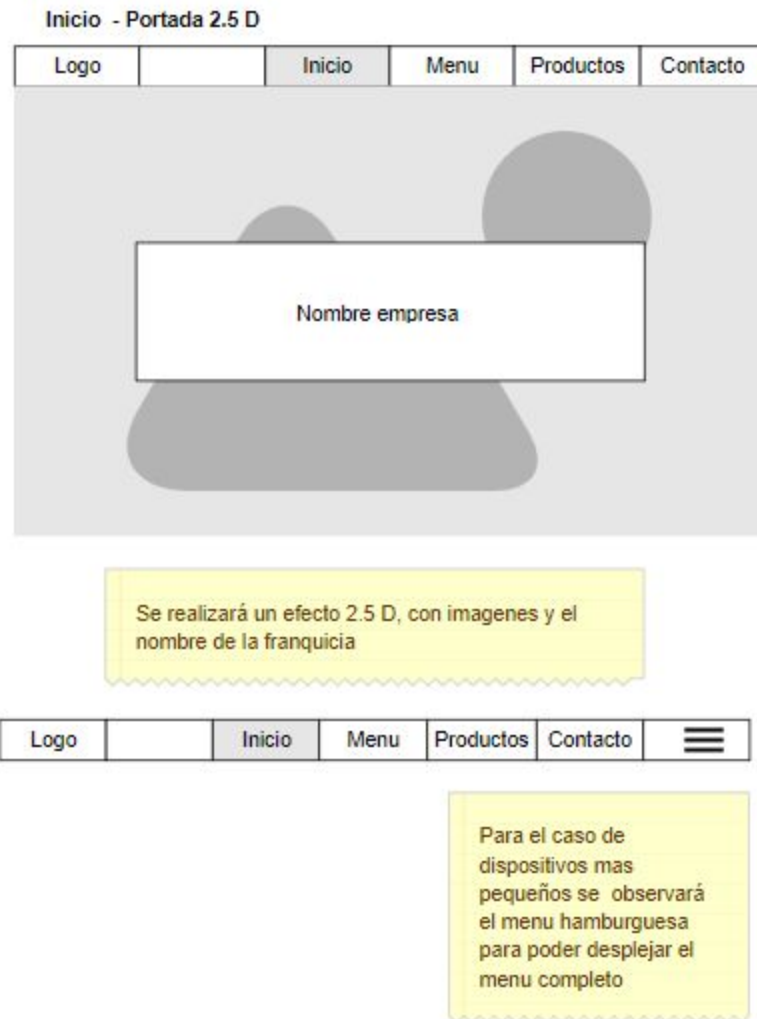 Inicio - Portada 2.5 D
Logo Inicio Menu Productos Contacto
Nombre empresa
Se realizará un efecto 2.5 D, con imagenes y el
nombre de la franquicia
Logo Inicio Menu Productos Contacto
Para el caso de
dispositivos mas
pequeños se observará
el menu hamburguesa
para poder desplejar el
menu completo